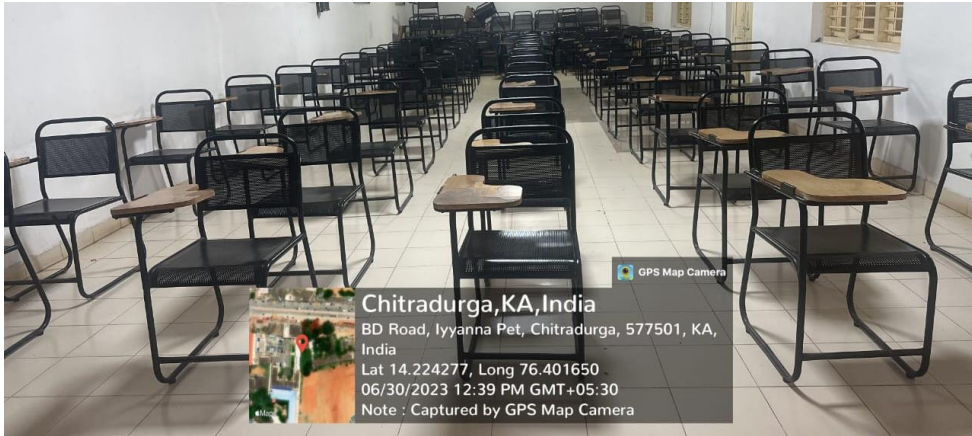 GPS Map Camera
Chitradurga,KA,India
BD Road, Iyyanna Pet, Chitradurga, 577501, KA,
India
Lat 14.224277, Long 76.401650
06/30/2023 12:39 PM GMT+05:30
Note : Captured by GPS Map Camera